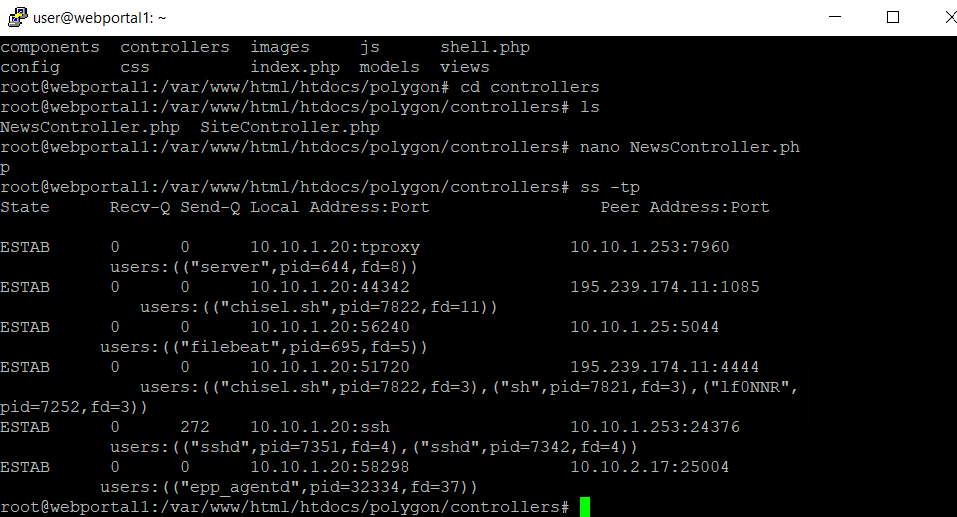 user@webportal1: ~
components  controllers  images     js      shell.php
config      css          index.php  models  views
root@webportal1:/var/www/html/htdocs/polygon# cd controllers
root@webportal1:/var/www/html/htdocs/polygon/controllers# ls
NewsController.php  SiteController.php
root@webportal1:/var/www/html/htdocs/polygon/controllers# nano NewsController.ph
p
root@webportal1:/var/www/html/htdocs/polygon/controllers# ss -tp
State      Recv-Q Send-Q Local Address:Port                 Peer Address:Port
ESTAB      0      0      10.10.1.20:tproxy               10.10.1.253:7960
           users:(("server",pid=644,fd=8))
ESTAB      0      0      10.10.1.20:44342                195.239.174.11:1085
              users:(("chisel.sh",pid=7822,fd=11))
ESTAB      0      0      10.10.1.20:56240                10.10.1.25:5044
          users:(("filebeat",pid=695,fd=5))
ESTAB      0      0      10.10.1.20:51720                195.239.174.11:4444
              users:(("chisel.sh",pid=7822,fd=3),("sh",pid=7821,fd=3),("lf0NNR",
pid=7252,fd=3))
ESTAB      0      272    10.10.1.20:ssh                  10.10.1.253:24376
           users:(("sshd",pid=7351,fd=4),("sshd",pid=7342,fd=4))
ESTAB      0      0      10.10.1.20:58298                10.10.2.17:25004
          users:(("epp_agentd",pid=32334,fd=37))
root@webportal1:/var/www/html/htdocs/polygon/controllers#